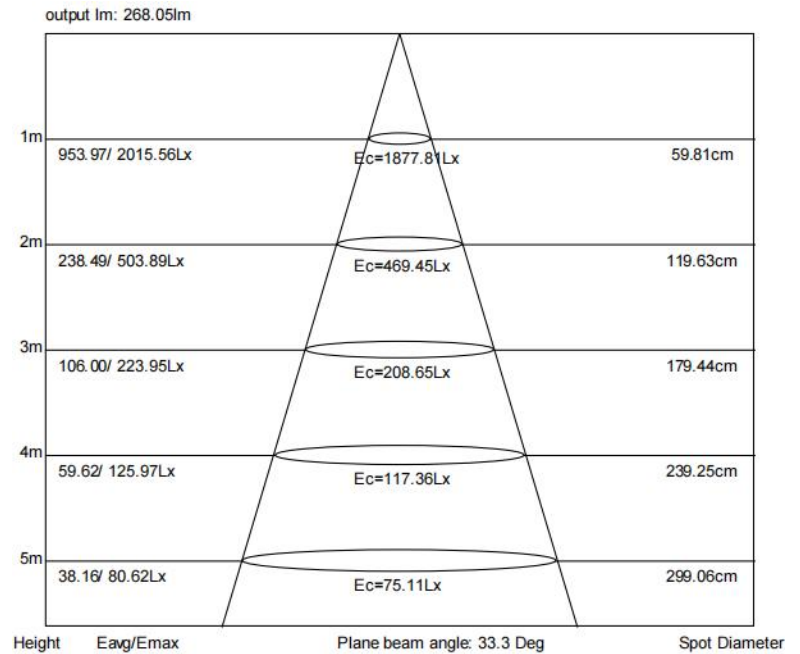 output lm: 268.05lm
1m
953.97/ 2015.56Lx Ec=1877.81Lx 59.81cm
2m
238.49/ 503.89Lx Ec=469.45Lx 119.63cm
3m
106.00/ 223.95Lx Ec=208.65Lx 179.44cm
4m
59.62/ 125.97Lx Ec=117.36Lx 239.25cm
5m
38.16/ 80.62Lx Ec=75.11Lx 299.06cm
Height Eavg/Emax Plane beam angle: 33.3 Deg Spot Diameter